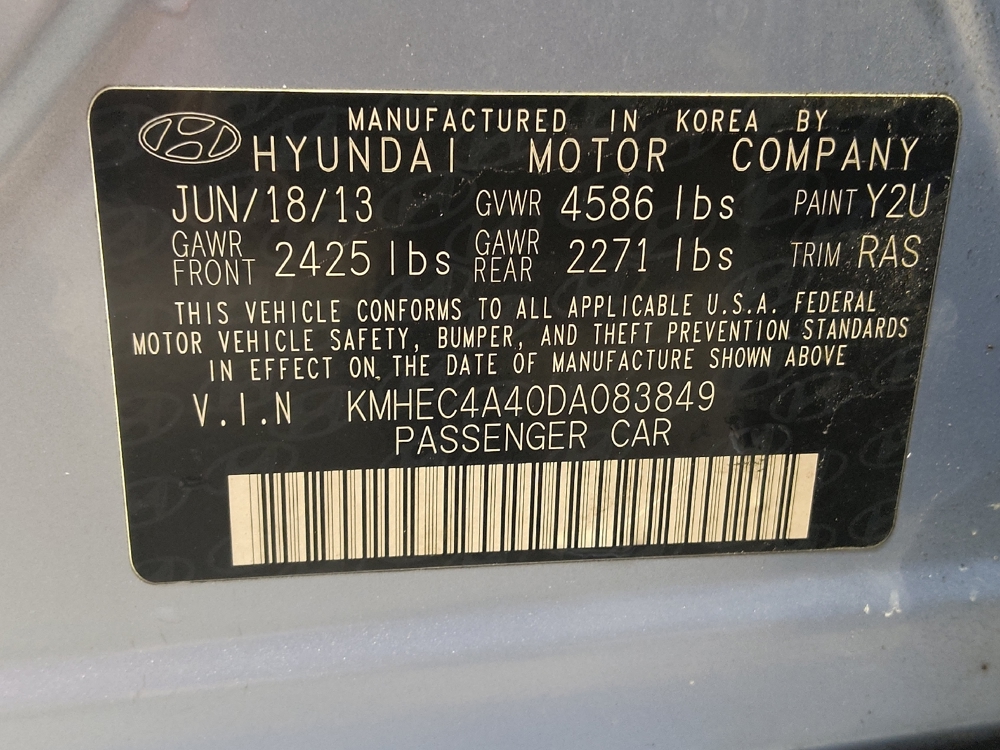 MANUFACTURED IN KOREA BY
HYUNDAI MOTOR COMPANY
JUN/18/13 GVWR 4586 lbs PAINT Y2U
GAWR FRONT 2425 lbs GAWR REAR 2271 lbs TRIM RAS
THIS VEHICLE CONFORMS TO ALL APPLICABLE U.S.A. FEDERAL
MOTOR VEHICLE SAFETY, BUMPER, AND THEFT PREVENTION STANDARDS
IN EFFECT ON THE DATE OF MANUFACTURE SHOWN ABOVE
V.I.N KMHEC4A40DA083849
PASSENGER CAR